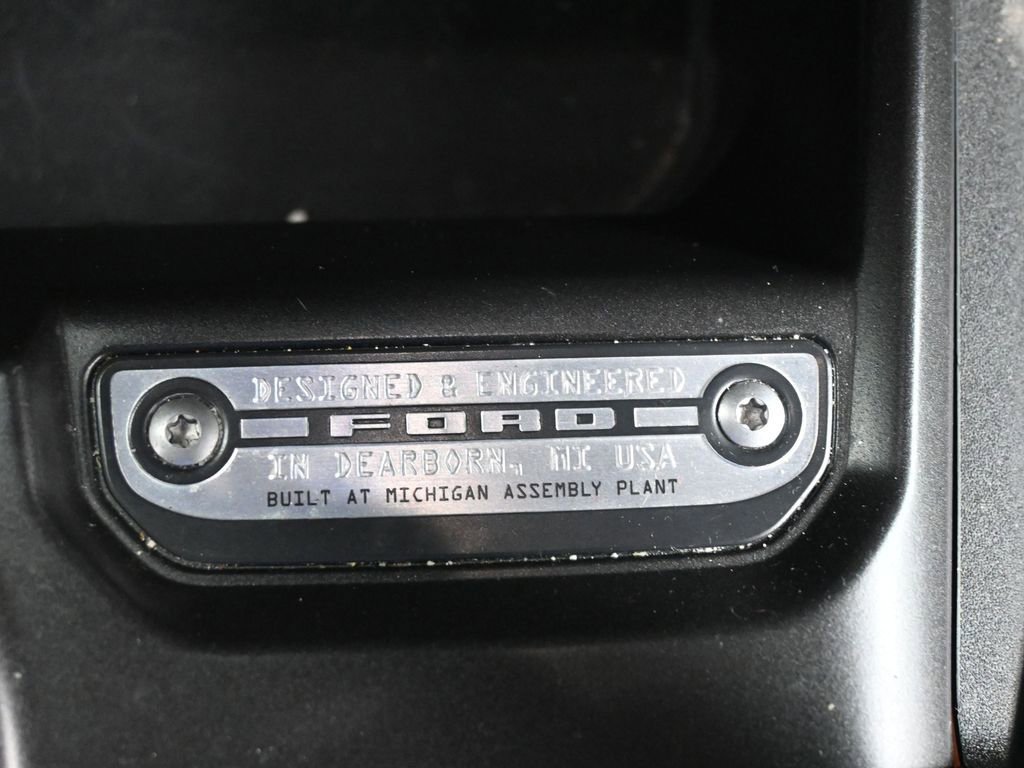 DESIGNED & ENGINEERED
FORD
IN DEARBORN, MI USA
BUILT AT MICHIGAN ASSEMBLY PLANT